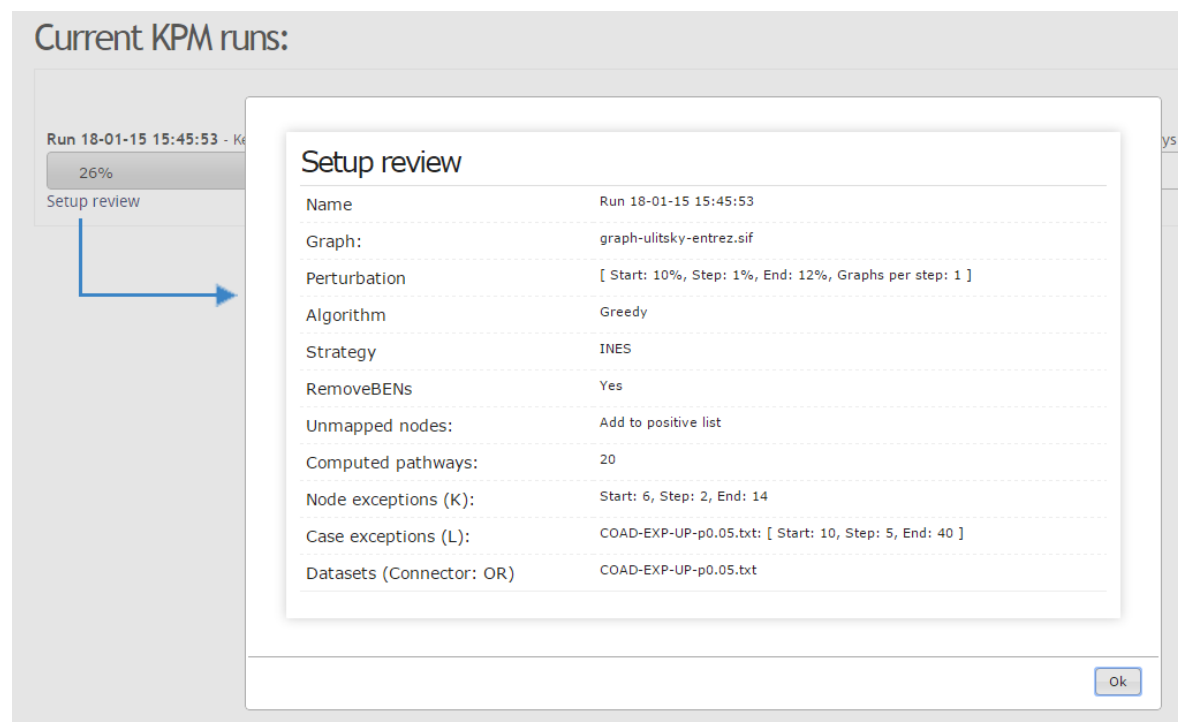 Current KPM runs:
Run 18-01-15 15:45:53 - Ke
ys
26%
Setup review
Setup review
Name Run 18-01-15 15:45:53
Graph: graph-ulitsky-entrez.sif
Perturbation [ Start: 10%, Step: 1%, End: 12%, Graphs per step: 1 ]
Algorithm Greedy
Strategy INES
RemoveBENs Yes
Unmapped nodes: Add to positive list
Computed pathways: 20
Node exceptions (K): Start: 6, Step: 2, End: 14
Case exceptions (L): COAD-EXP-UP-p0.05.txt: [ Start: 10, Step: 5, End: 40 ]
Datasets (Connector: OR) COAD-EXP-UP-p0.05.txt
Ok